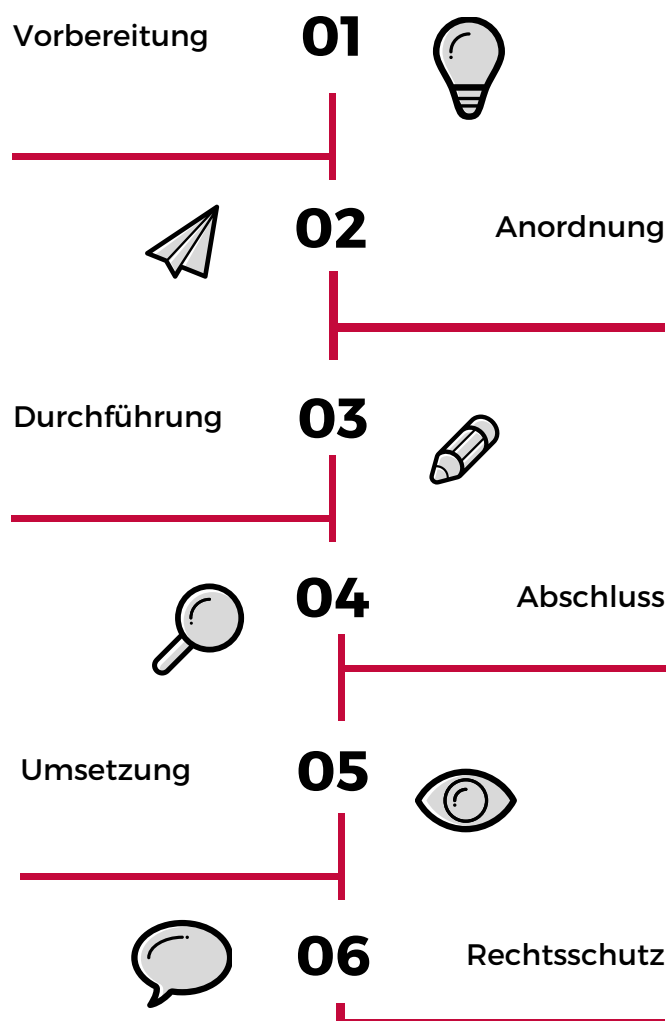 Vorbereitung 01
02 Anordnung
Durchführung 03
04 Abschluss
Umsetzung 05
06 Rechtsschutz